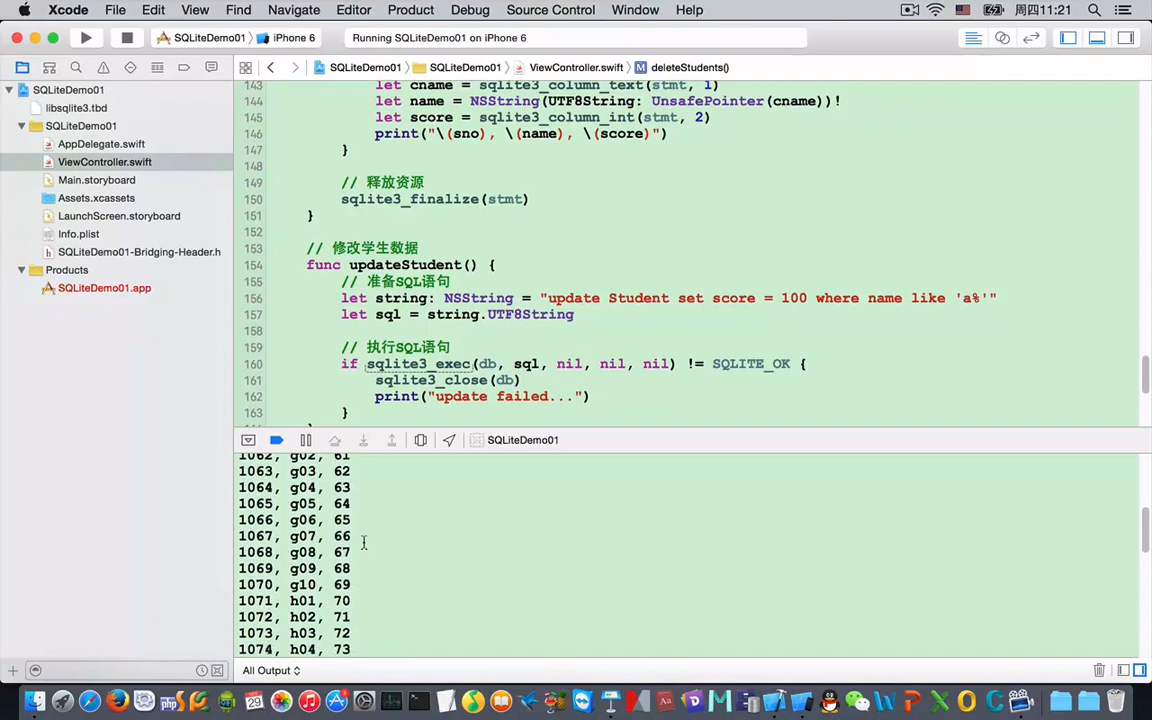 Xcode File Edit View Find Navigate Editor Product Debug Source Control Window Help 周四11:21
SQLiteDemo01 iPhone 6 Running SQLiteDemo01 on iPhone 6
SQLiteDemo01 SQLiteDemo01 ViewController.swift deleteStudents()
SQLiteDemo01
libsqlite3.tbd
SQLiteDemo01
AppDelegate.swift
ViewController.swift
Main.storyboard
Assets.xcassets
LaunchScreen.storyboard
Info.plist
SQLiteDemo01-Bridging-Header.h
Products
SQLiteDemo01.app
143 let cname = sqlite3_column_text(stmt, 1)
144 let name = NSString(UTF8String: UnsafePointer(cname))!
145 let score = sqlite3_column_int(stmt, 2)
146 print("\(sno), \(name), \(score)")
147 }
148
149 // 释放资源
150 sqlite3_finalize(stmt)
151 }
152
153 // 修改学生数据
154 func updateStudent() {
155 // 准备SQL语句
156 let string: NSString = "update Student set score = 100 where name like 'a%'"
157 let sql = string.UTF8String
158
159 // 执行SQL语句
160 if sqlite3_exec(db, sql, nil, nil, nil) != SQLITE_OK {
161 sqlite3_close(db)
162 print("update failed...")
163 }
SQLiteDemo01
1062, g02, 61
1063, g03, 62
1064, g04, 63
1065, g05, 64
1066, g06, 65
1067, g07, 66
1068, g08, 67
1069, g09, 68
1070, g10, 69
1071, h01, 70
1072, h02, 71
1073, h03, 72
1074, h04, 73
All Output